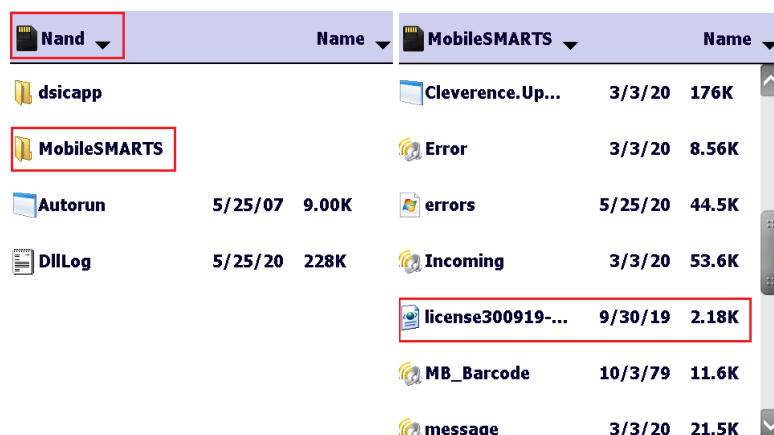 Nand Name
dsicapp
MobileSMARTS
Autorun 5/25/07 9.00K
DllLog 5/25/20 228K
MobileSMARTS Name
Cleverence.Up... 3/3/20 176K
Error 3/3/20 8.56K
errors 5/25/20 44.5K
Incoming 3/3/20 53.6K
license300919-... 9/30/19 2.18K
MB_Barcode 10/3/79 11.6K
message 3/3/20 21.5K